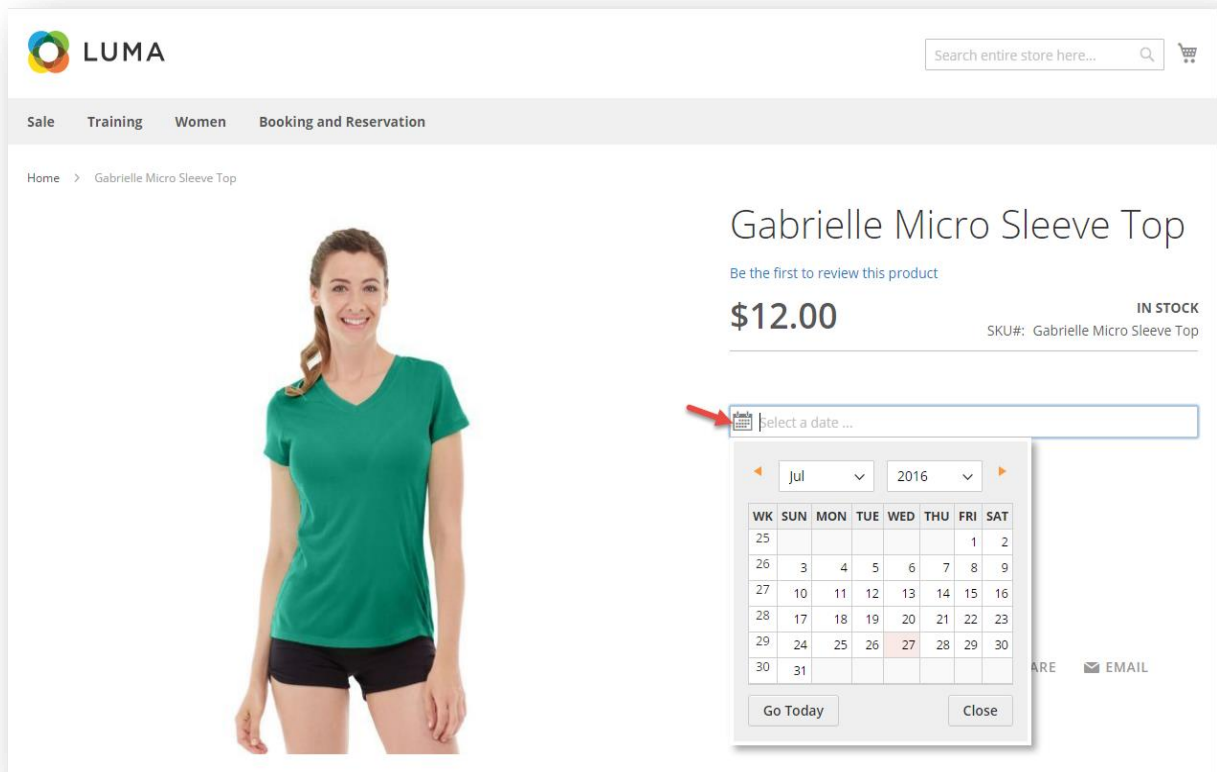 LUMA
Search entire store here...
Sale Training Women Booking and Reservation
Home > Gabrielle Micro Sleeve Top
Gabrielle Micro Sleeve Top
Be the first to review this product
$12.00
IN STOCK
SKU#: Gabrielle Micro Sleeve Top
Select a date ...
Jul 2016
WK SUN MON TUE WED THU FRI SAT
25 1 2
26 3 4 5 6 7 8 9
27 10 11 12 13 14 15 16
28 17 18 19 20 21 22 23
29 24 25 26 27 28 29 30
30 31
ARE EMAIL
Go Today Close